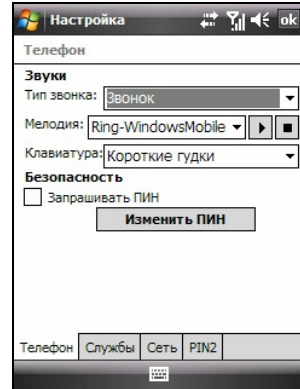 Настройка ok
Телефон
Звуки
Тип звонка: Звонок
Мелодия: Ring-WindowsMobile
Клавиатура: Короткие гудки
Безопасность
Запрашивать ПИН
Изменить ПИН
Телефон Службы Сеть PIN2